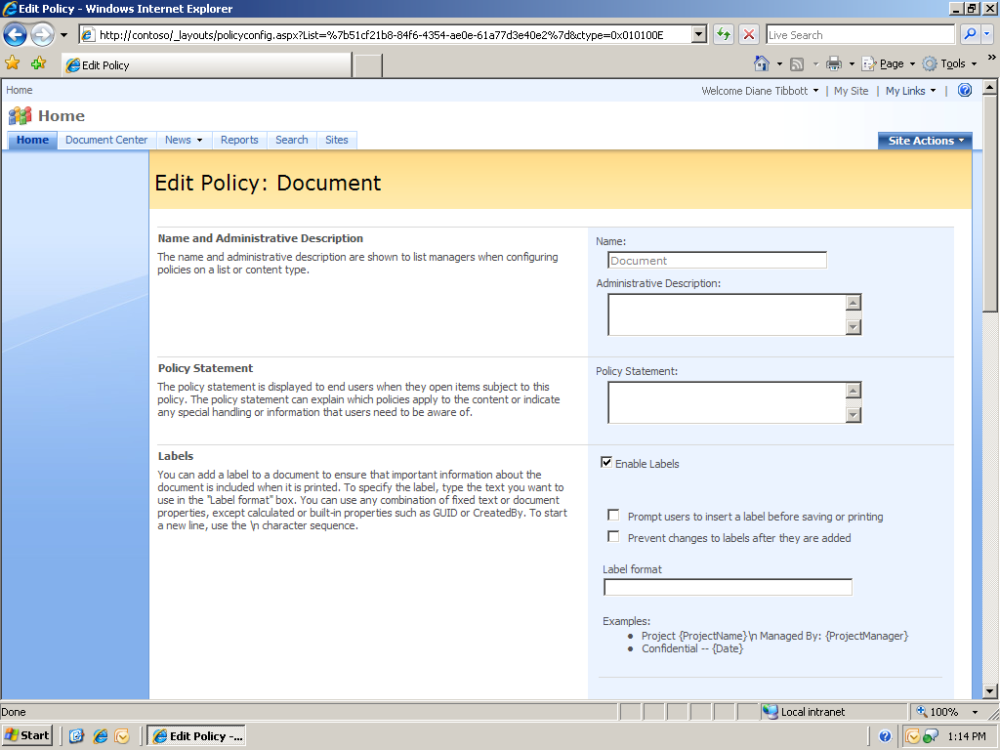 Edit Policy - Windows Internet Explorer
http://contoso/_layouts/policyconfig.aspx?List=%7b51cf21b8-84f6-4354-ae0e-61a77d3e40e2%7d&ctype=0x010100E
Live Search
Edit Policy
Page
Tools
»
Home
Welcome Diane Tibbott
| My Site | My Links |
Home
Home
Document Center
News
Reports
Search
Sites
Site Actions
Edit Policy: Document
Name and Administrative Description
The name and administrative description are shown to list managers when configuring
policies on a list or content type.
Name:
Document
Administrative Description:
Policy Statement
The policy statement is displayed to end users when they open items subject to this
policy. The policy statement can explain which policies apply to the content or indicate
any special handling or information that users need to be aware of.
Policy Statement:
Labels
You can add a label to a document to ensure that important information about the
document is included when it is printed. To specify the label, type the text you want to
use in the "Label format" box. You can use any combination of fixed text or document
properties, except calculated or built-in properties such as GUID or CreatedBy. To start
a new line, use the \n character sequence.
Enable Labels
Prompt users to insert a label before saving or printing
Prevent changes to labels after they are added
Label format
Examples:
• Project {ProjectName}\n Managed By: {ProjectManager}
• Confidential -- {Date}
Done
Local intranet
100%
Start
Edit Policy -...
1:14 PM